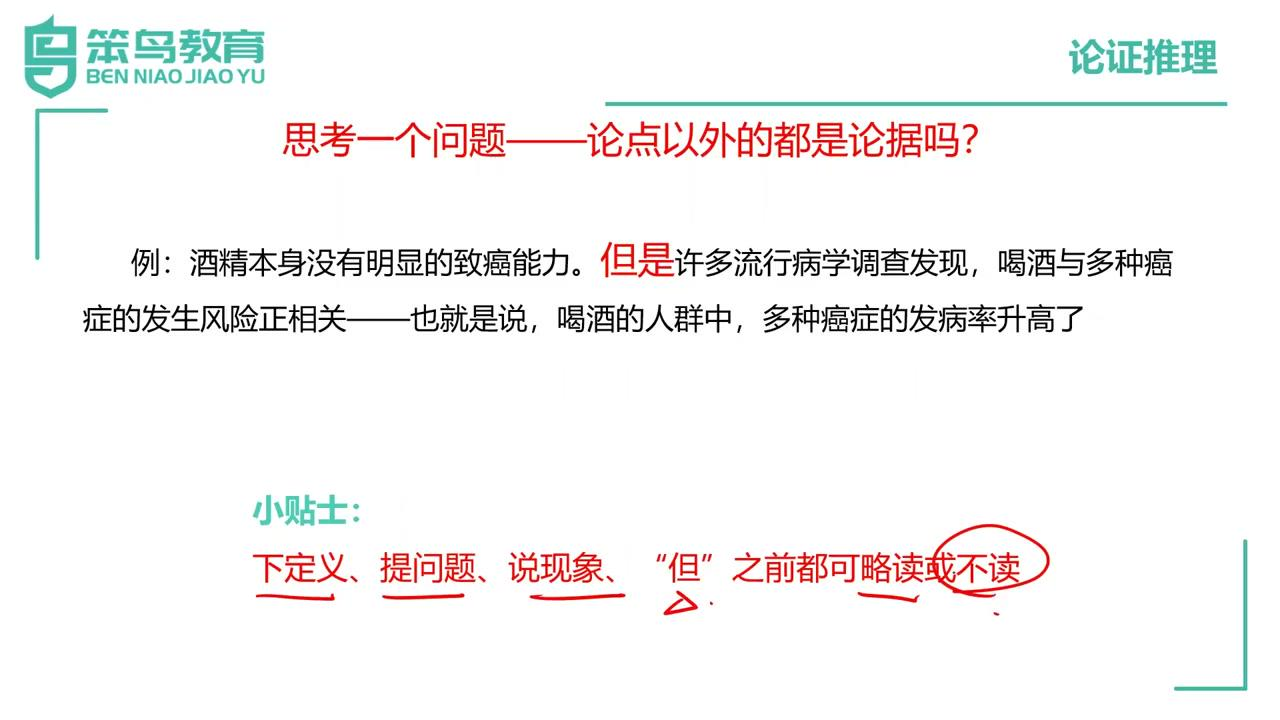 笨鸟教育
BEN NIAO JIAO YU
论证推理
思考一个问题——论点以外的都是论据吗？
例：酒精本身没有明显的致癌能力。但是许多流行病学调查发现，喝酒与多种癌
症的发生风险正相关——也就是说，喝酒的人群中，多种癌症的发病率升高了
小贴士：
下定义、提问题、说现象、“但”之前都可略读或不读